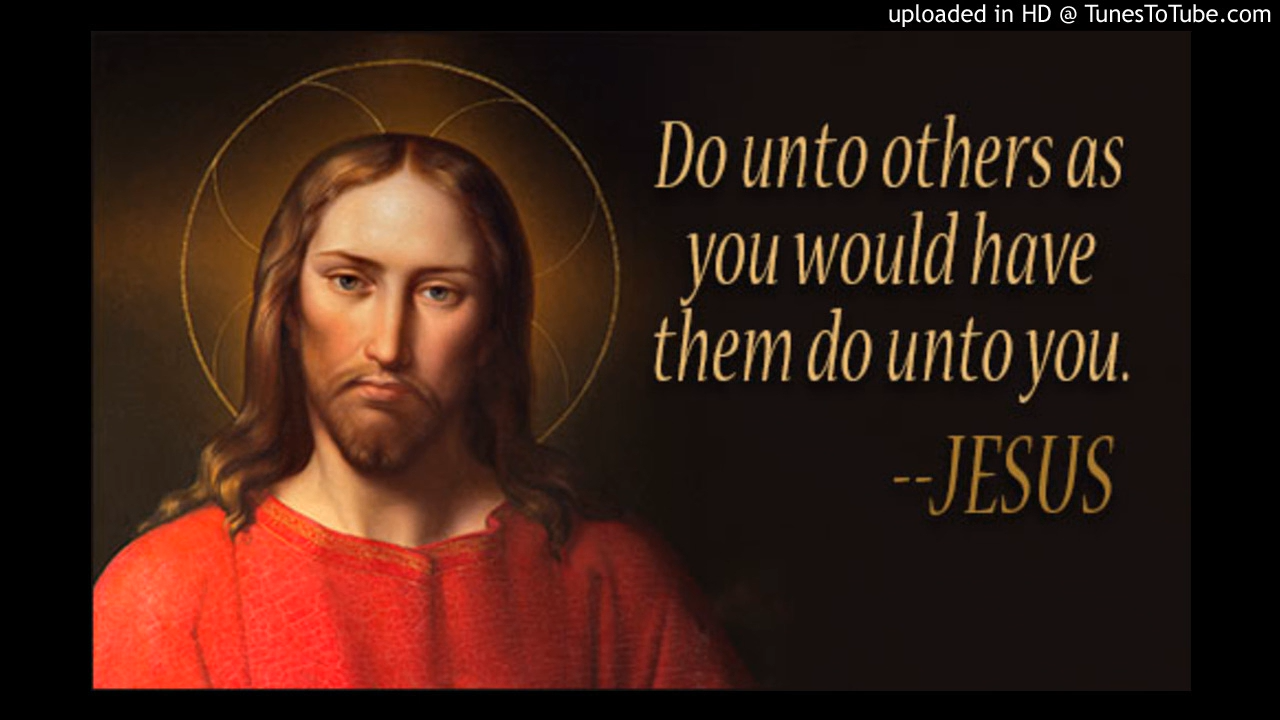 uploaded in HD @ TunesToTube.com
Do unto others as
you would have
them do unto you.
--JESUS